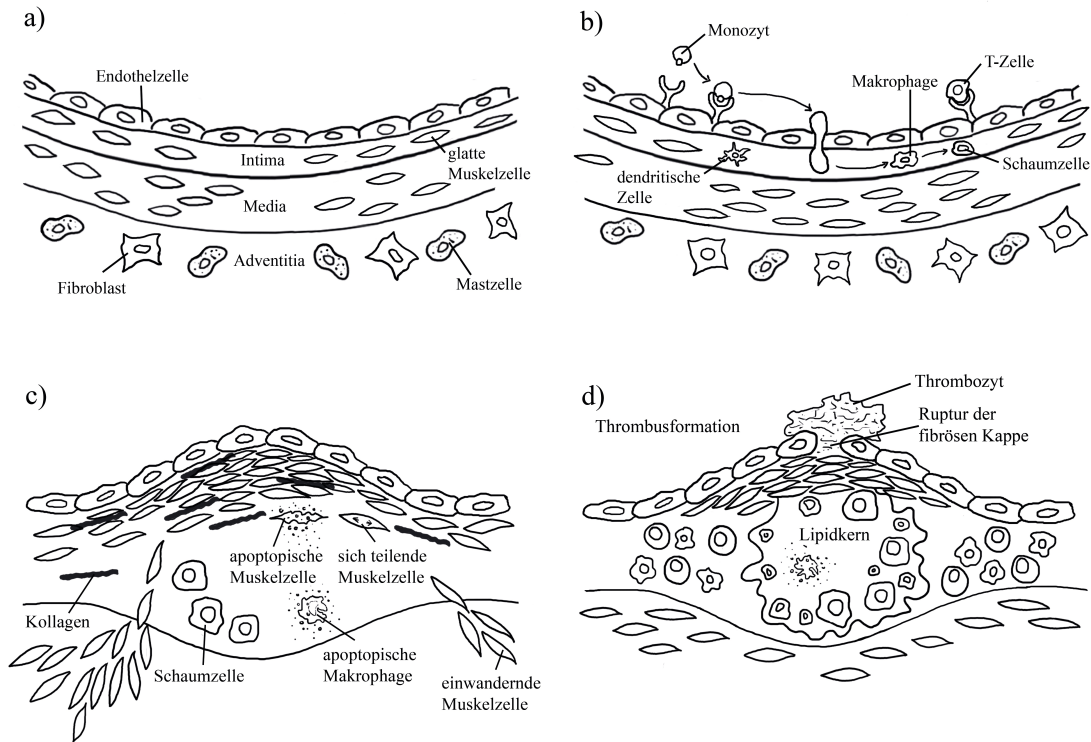 a)
Endothelzelle
Intima
glatte
Muskelzelle
Media
Adventitia
Fibroblast
Mastzelle
b)
Monozyt
T-Zelle
Makrophage
dendritische
Zelle
Schaumzelle
c)
apoptopische
Muskelzelle
sich teilende
Muskelzelle
Kollagen
Schaumzelle
apoptopische
Makrophage
einwandernde
Muskelzelle
d)
Thrombozyt
Thrombusformation
Ruptur der
fibrösen Kappe
Lipidkern